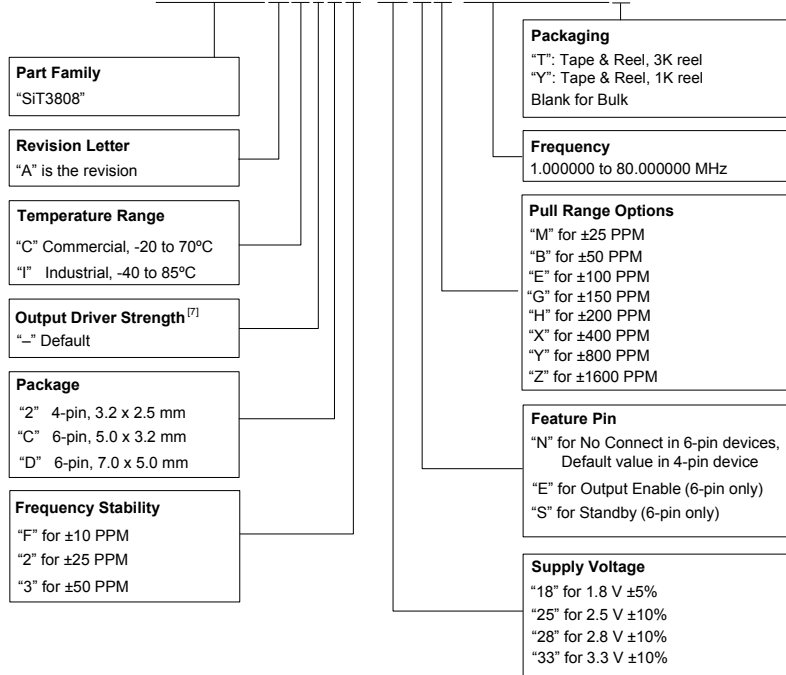 Part Family
“SiT3808”
Revision Letter
“A” is the revision
Temperature Range
“C” Commercial, -20 to 70ºC
“I” Industrial, -40 to 85ºC
Output Driver Strength[7]
“–” Default
Package
“2” 4-pin, 3.2 x 2.5 mm
“C” 6-pin, 5.0 x 3.2 mm
“D” 6-pin, 7.0 x 5.0 mm
Frequency Stability
“F” for ±10 PPM
“2” for ±25 PPM
“3” for ±50 PPM
Packaging
“T”: Tape & Reel, 3K reel
“Y”: Tape & Reel, 1K reel
Blank for Bulk
Frequency
1.000000 to 80.000000 MHz
Pull Range Options
“M” for ±25 PPM
“B” for ±50 PPM
“E” for ±100 PPM
“G” for ±150 PPM
“H” for ±200 PPM
“X” for ±400 PPM
“Y” for ±800 PPM
“Z” for ±1600 PPM
Feature Pin
“N” for No Connect in 6-pin devices,
Default value in 4-pin device
“E” for Output Enable (6-pin only)
“S” for Standby (6-pin only)
Supply Voltage
“18” for 1.8 V ±5%
“25” for 2.5 V ±10%
“28” for 2.8 V ±10%
“33” for 3.3 V ±10%